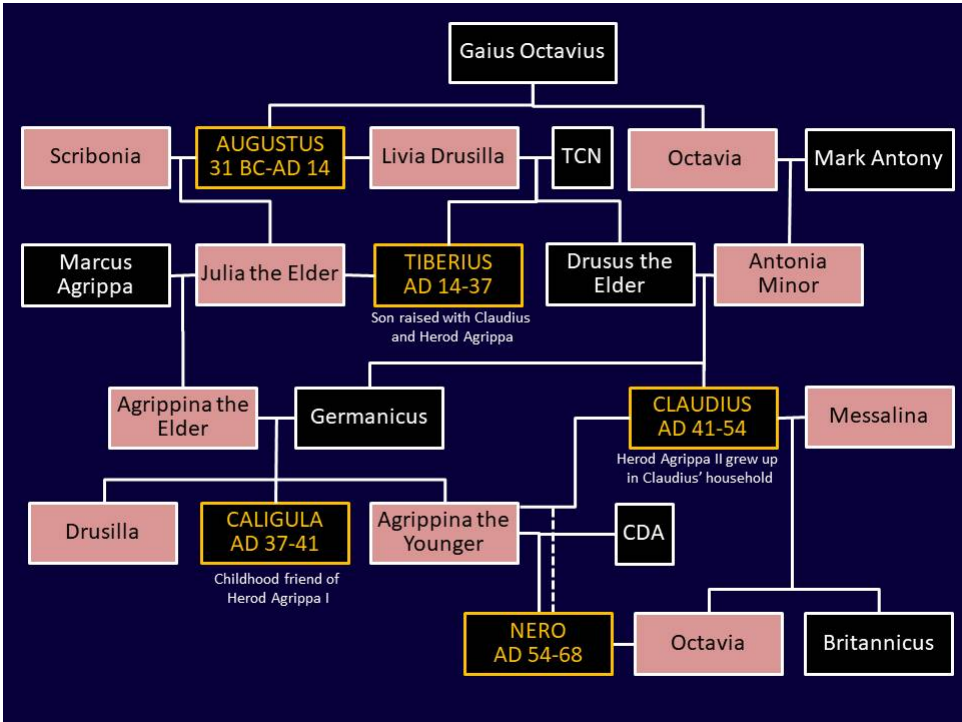 Gaius Octavius
Scribonia
AUGUSTUS
31 BC-AD 14
Livia Drusilla
TCN
Octavia
Mark Antony
Marcus
Agrippa
Julia the Elder
TIBERIUS
AD 14-37
Son raised with Claudius
and Herod Agrippa
Drusus the
Elder
Antonia
Minor
Agrippina the
Elder
Germanicus
CLAUDIUS
AD 41-54
Herod Agrippa II grew up
in Claudius' household
Messalina
Drusilla
CALIGULA
AD 37-41
Childhood friend of
Herod Agrippa I
Agrippina the
Younger
CDA
NERO
AD 54-68
Octavia
Britannicus